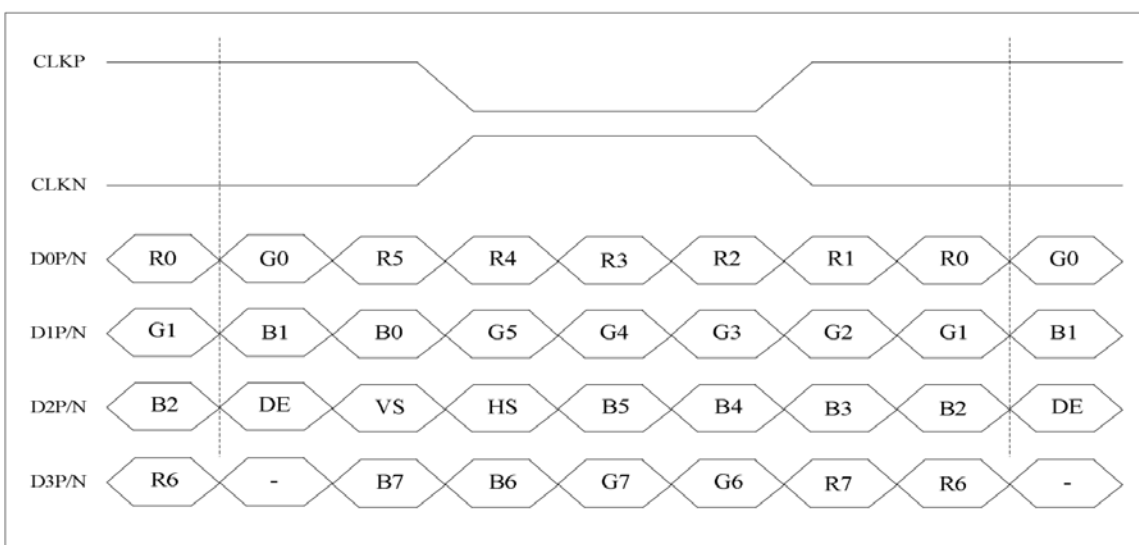 CLKP
CLKN
D0P/N R0 G0 R5 R4 R3 R2 R1 R0 G0
D1P/N G1 B1 B0 G5 G4 G3 G2 G1 B1
D2P/N B2 DE VS HS B5 B4 B3 B2 DE
D3P/N R6 - B7 B6 G7 G6 R7 R6 -